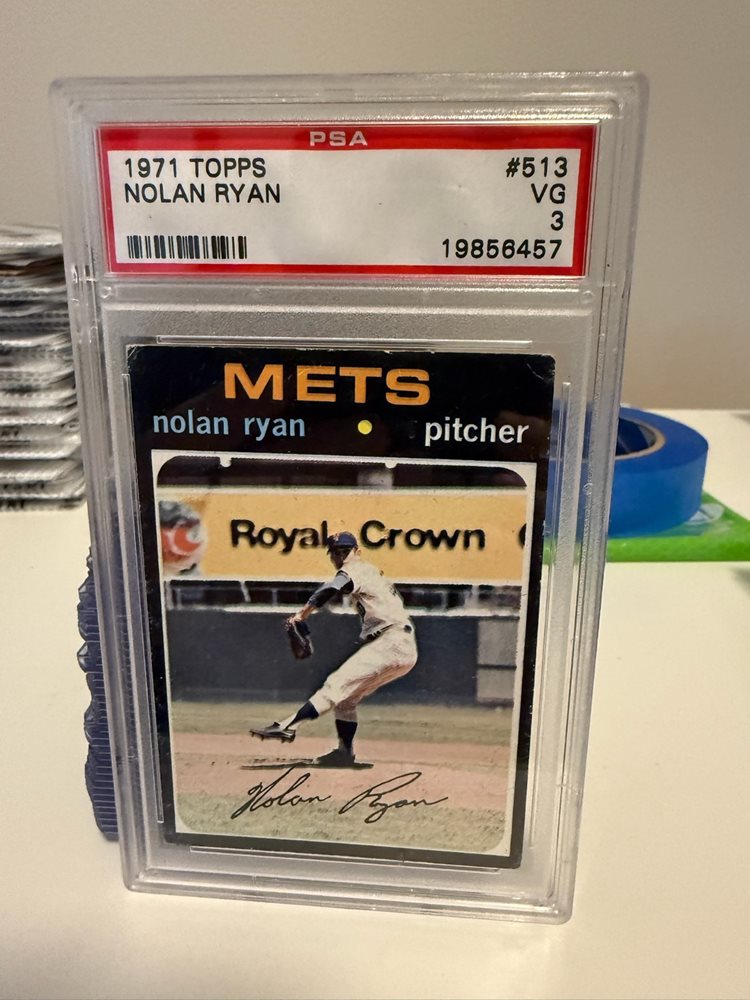 PSA
1971 TOPPS #513
NOLAN RYAN VG
3
19856457
METS
nolan ryan pitcher
Royal Crown
Nolan Ryan